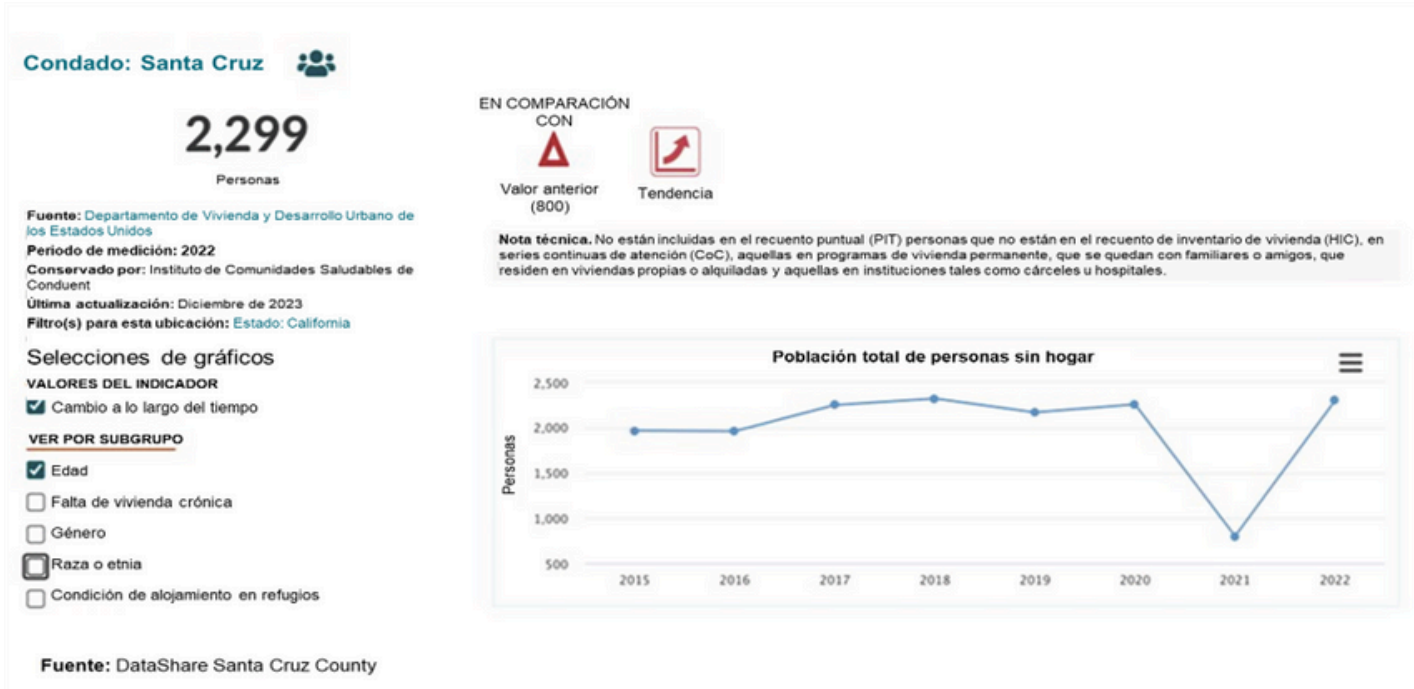 Condado: Santa Cruz
2,299
Personas
Fuente: Departamento de Vivienda y Desarrollo Urbano de
los Estados Unidos
Periodo de medición: 2022
Conservado por: Instituto de Comunidades Saludables de
Conduent
Última actualización: Diciembre de 2023
Filtro(s) para esta ubicación: Estado: California
Selecciones de gráficos
VALORES DEL INDICADOR
Cambio a lo largo del tiempo
VER POR SUBGRUPO
Edad
Falta de vivienda crónica
Género
Raza o etnia
Condición de alojamiento en refugios
EN COMPARACIÓN
CON
Valor anterior
(800)
Tendencia
Nota técnica. No están incluidas en el recuento puntual (PIT) personas que no están en el recuento de inventario de vivienda (HIC), en
series continuas de atención (CoC), aquellas en programas de vivienda permanente, que se quedan con familiares o amigos, que
residen en viviendas propias o alquiladas y aquellas en instituciones tales como cárceles u hospitales.
Población total de personas sin hogar
Personas
2,500
2,000
1,500
1,000
500
2015 2016 2017 2018 2019 2020 2021 2022
Fuente: DataShare Santa Cruz County